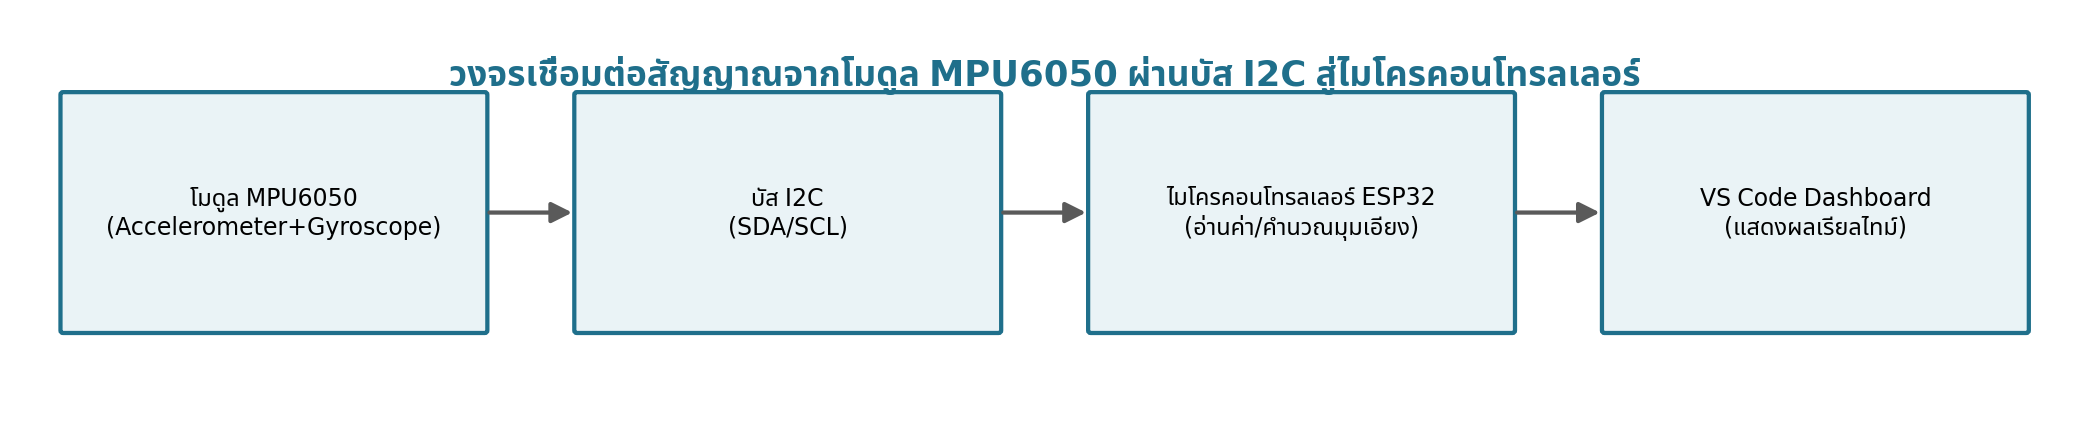 วงจรเชื่อมต่อสัญญาณจากโมดูล MPU6050 ผ่านบัส I2C สู่ไมโครคอนโทรลเลอร์
โมดูล MPU6050
(Accelerometer+Gyroscope)
บัส I2C
(SDA/SCL)
ไมโครคอนโทรลเลอร์ ESP32
(อ่านค่า/คำนวณมุมเอียง)
VS Code Dashboard
(แสดงผลเรียลไทม์)